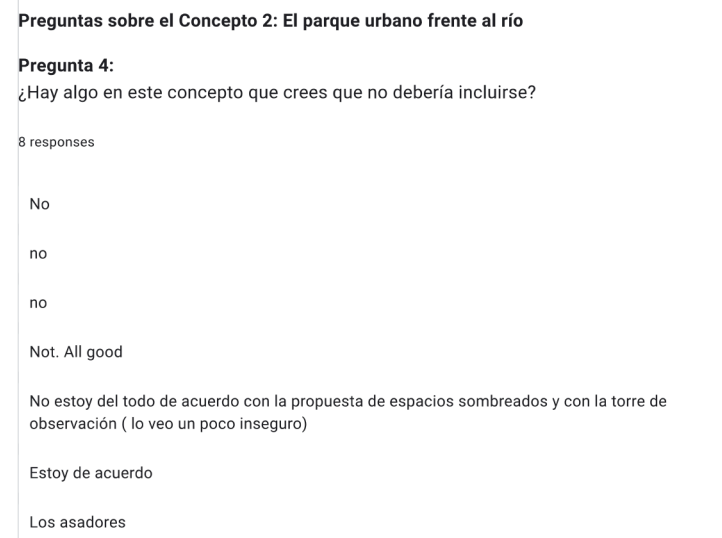 Preguntas sobre el Concepto 2: El parque urbano frente al río
Pregunta 4:
¿Hay algo en este concepto que crees que no debería incluirse?
8 responses
No
no
no
Not. All good
No estoy del todo de acuerdo con la propuesta de espacios sombreados y con la torre de
observación ( lo veo un poco inseguro)
Estoy de acuerdo
Los asadores